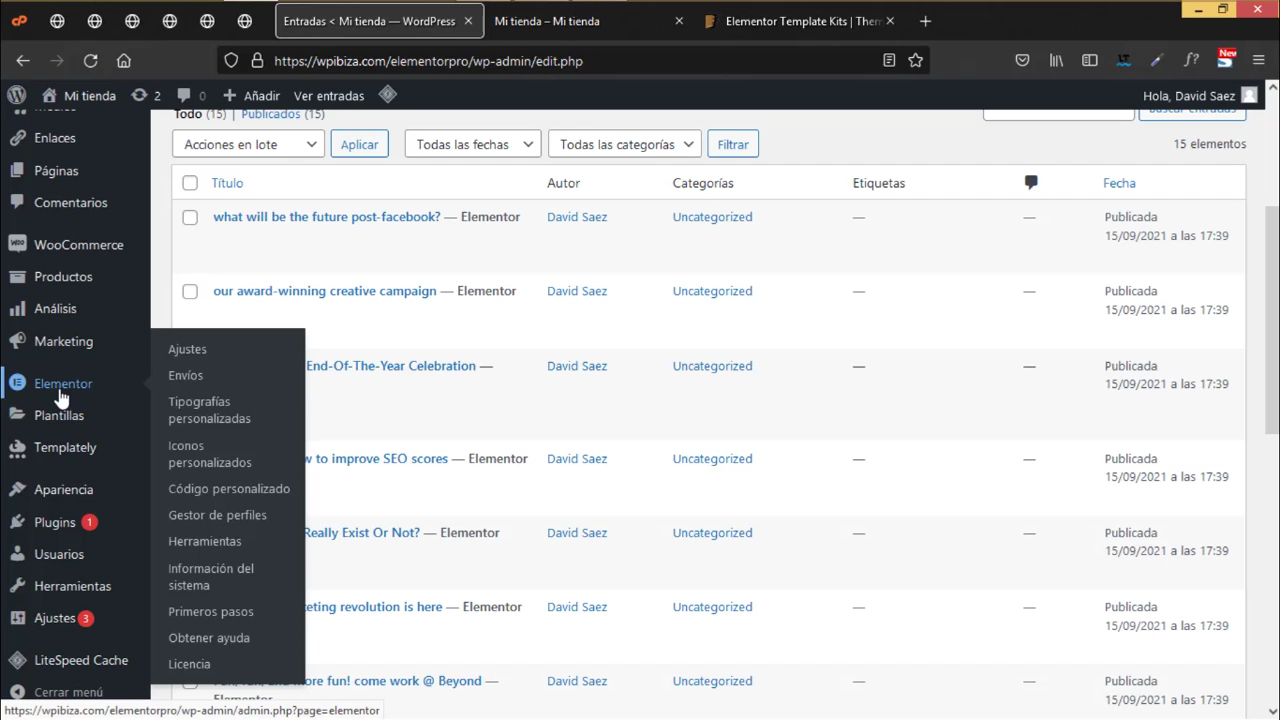 Entradas < Mi tienda — WordPress
Mi tienda – Mi tienda
Elementor Template Kits | Them
https://wpibiza.com/elementorpro/wp-admin/edit.php
New
Mi tienda
2
0
Añadir
Ver entradas
Hola, David Saez
Enlaces
Páginas
Comentarios
WooCommerce
Productos
Análisis
Marketing
Elementor
Plantillas
Templately
Apariencia
Plugins 1
Usuarios
Herramientas
Ajustes 3
LiteSpeed Cache
Cerrar menú
Ajustes
Envíos
Tipografías
personalizadas
Iconos
personalizados
Código personalizado
Gestor de perfiles
Herramientas
Información del
sistema
Primeros pasos
Obtener ayuda
Licencia
Todo (15) | Publicados (15)
Buscar entradas
Acciones en lote
Aplicar
Todas las fechas
Todas las categorías
Filtrar
15 elementos
Título
Autor
Categorías
Etiquetas
Fecha
what will be the future post-facebook? — Elementor
David Saez
Uncategorized
—
—
Publicada
15/09/2021 a las 17:39
our award-winning creative campaign — Elementor
David Saez
Uncategorized
—
—
Publicada
15/09/2021 a las 17:39
End-Of-The-Year Celebration —
David Saez
Uncategorized
—
—
Publicada
15/09/2021 a las 17:39
w to improve SEO scores — Elementor
David Saez
Uncategorized
—
—
Publicada
15/09/2021 a las 17:39
Really Exist Or Not? — Elementor
David Saez
Uncategorized
—
—
Publicada
15/09/2021 a las 17:39
keting revolution is here — Elementor
David Saez
Uncategorized
—
—
Publicada
15/09/2021 a las 17:39
more fun! come work @ Beyond —
Elementor
David Saez
Uncategorized
—
—
Publicada
15/09/2021 a las 17:39
https://wpibiza.com/elementorpro/wp-admin/admin.php?page=elementor